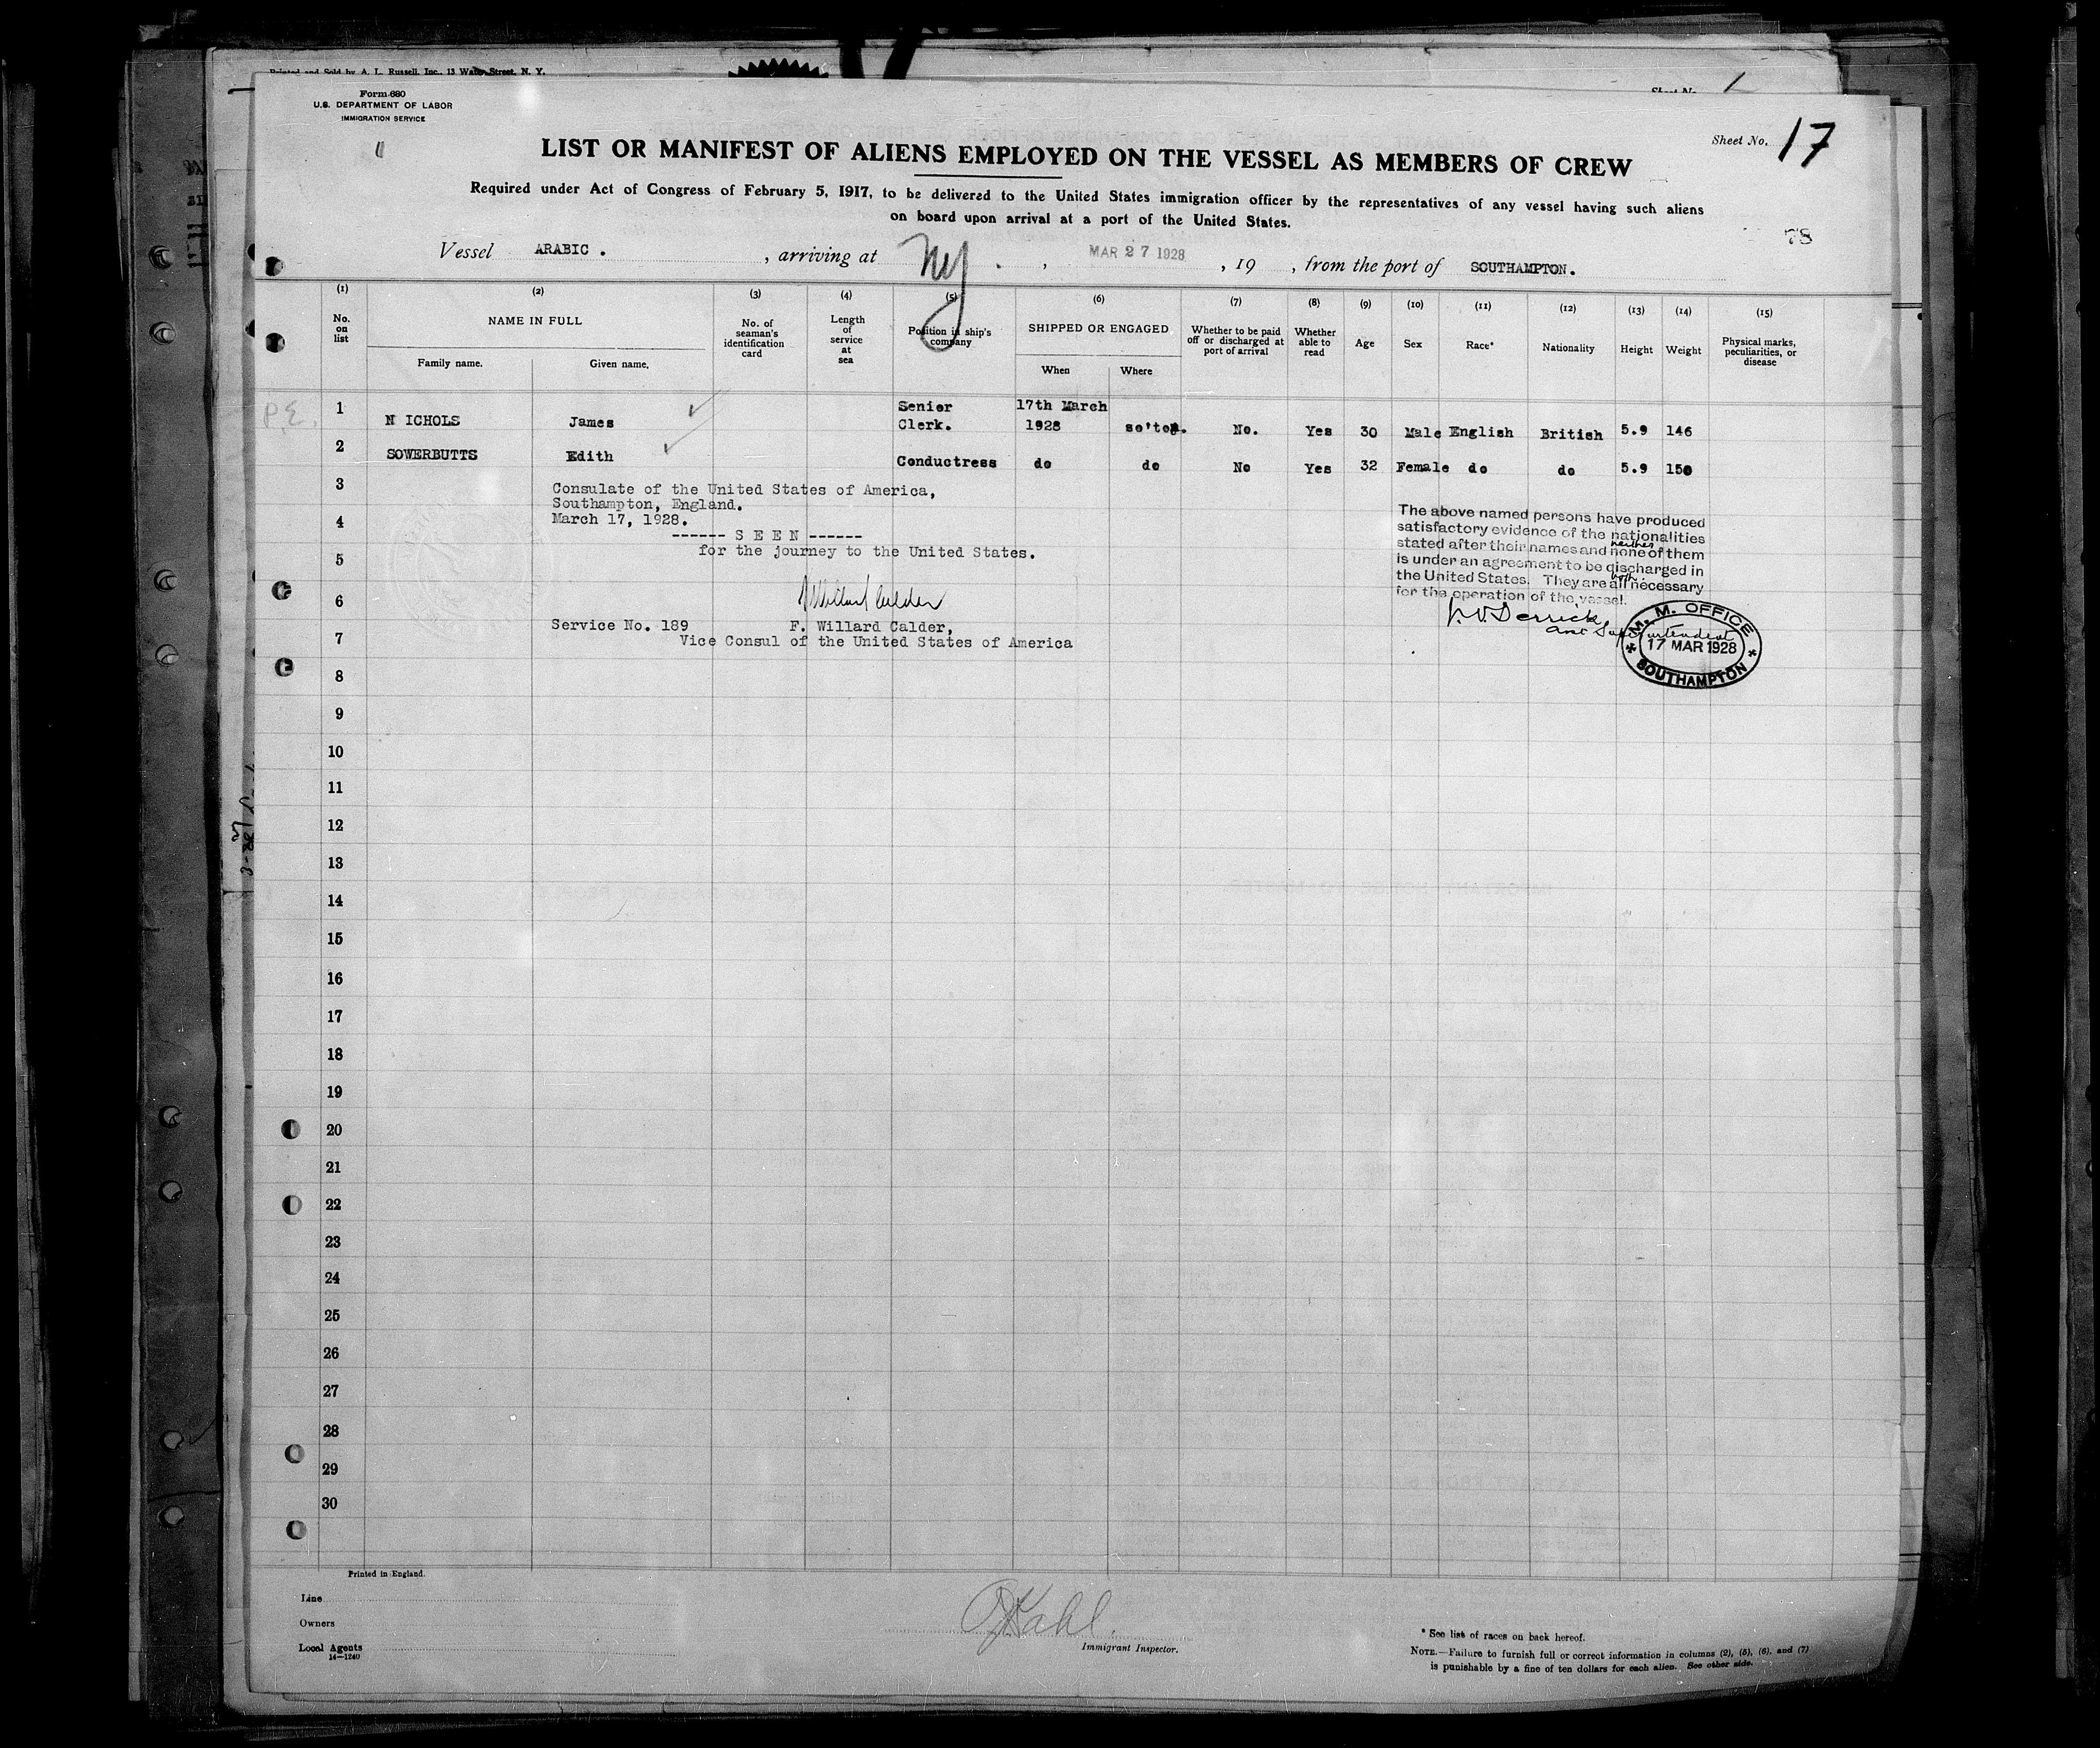 Printed and Sold by A. L. Russell, Inc., 13 Water Street, N. Y.
Sheet No. 1
Form 680
U.S. DEPARTMENT OF LABOR
IMMIGRATION SERVICE
Sheet No. 17
LIST OR MANIFEST OF ALIENS EMPLOYED ON THE VESSEL AS MEMBERS OF CREW
Required under Act of Congress of February 5, 1917, to be delivered to the United States immigration officer by the representatives of any vessel having such aliens
on board upon arrival at a port of the United States.
78
Vessel ARABIC . , arriving at NY . , MAR 27 1928 , 19 , from the port of SOUTHAMPTON.
(1) (2) (3) (4) (5) (6) (7) (8) (9) (10) (11) (12) (13) (14) (15)
No. on list NAME IN FULL Family name. Given name. No. of seaman's identification card Length of service at sea Position in ship's company SHIPPED OR ENGAGED When Where Whether to be paid off or discharged at port of arrival Whether able to read Age Sex Race* Nationality Height Weight Physical marks, peculiarities, or disease
P.E.
1 N ICHOLS James Senior Clerk. 17th March 1928 so'ton. No. Yes 30 Male English British 5.9 146
2 SOWERBUTTS Edith Conductress do do No Yes 32 Female do do 5.9 150
3 Consulate of the United States of America,
Southampton, England.
4 March 17, 1928.
------ S E E N ------
5 for the journey to the United States.
6
Service No. 189 F. Willard Calder,
7 Vice Consul of the United States of America
The above named persons have produced
satisfactory evidence of the nationalities
stated after their names and none neither of them
is under an agreement to be discharged in
the United States. They are all both necessary
for the operation of the vessel.
Derrick
Superintendent
M. M. OFFICE
17 MAR 1928
SOUTHAMPTON
8
9
10
11
12
13
14
15
16
17
18
19
20
21
22
23
24
25
26
27
28
29
30
Printed in England.
Line
Owners
Local Agents
14—1240
Kahl.
Immigrant Inspector.
* See list of races on back hereof.
NOTE.—Failure to furnish full or correct information in columns (2), (5), (6), and (7)
is punishable by a fine of ten dollars for each alien. See other side.